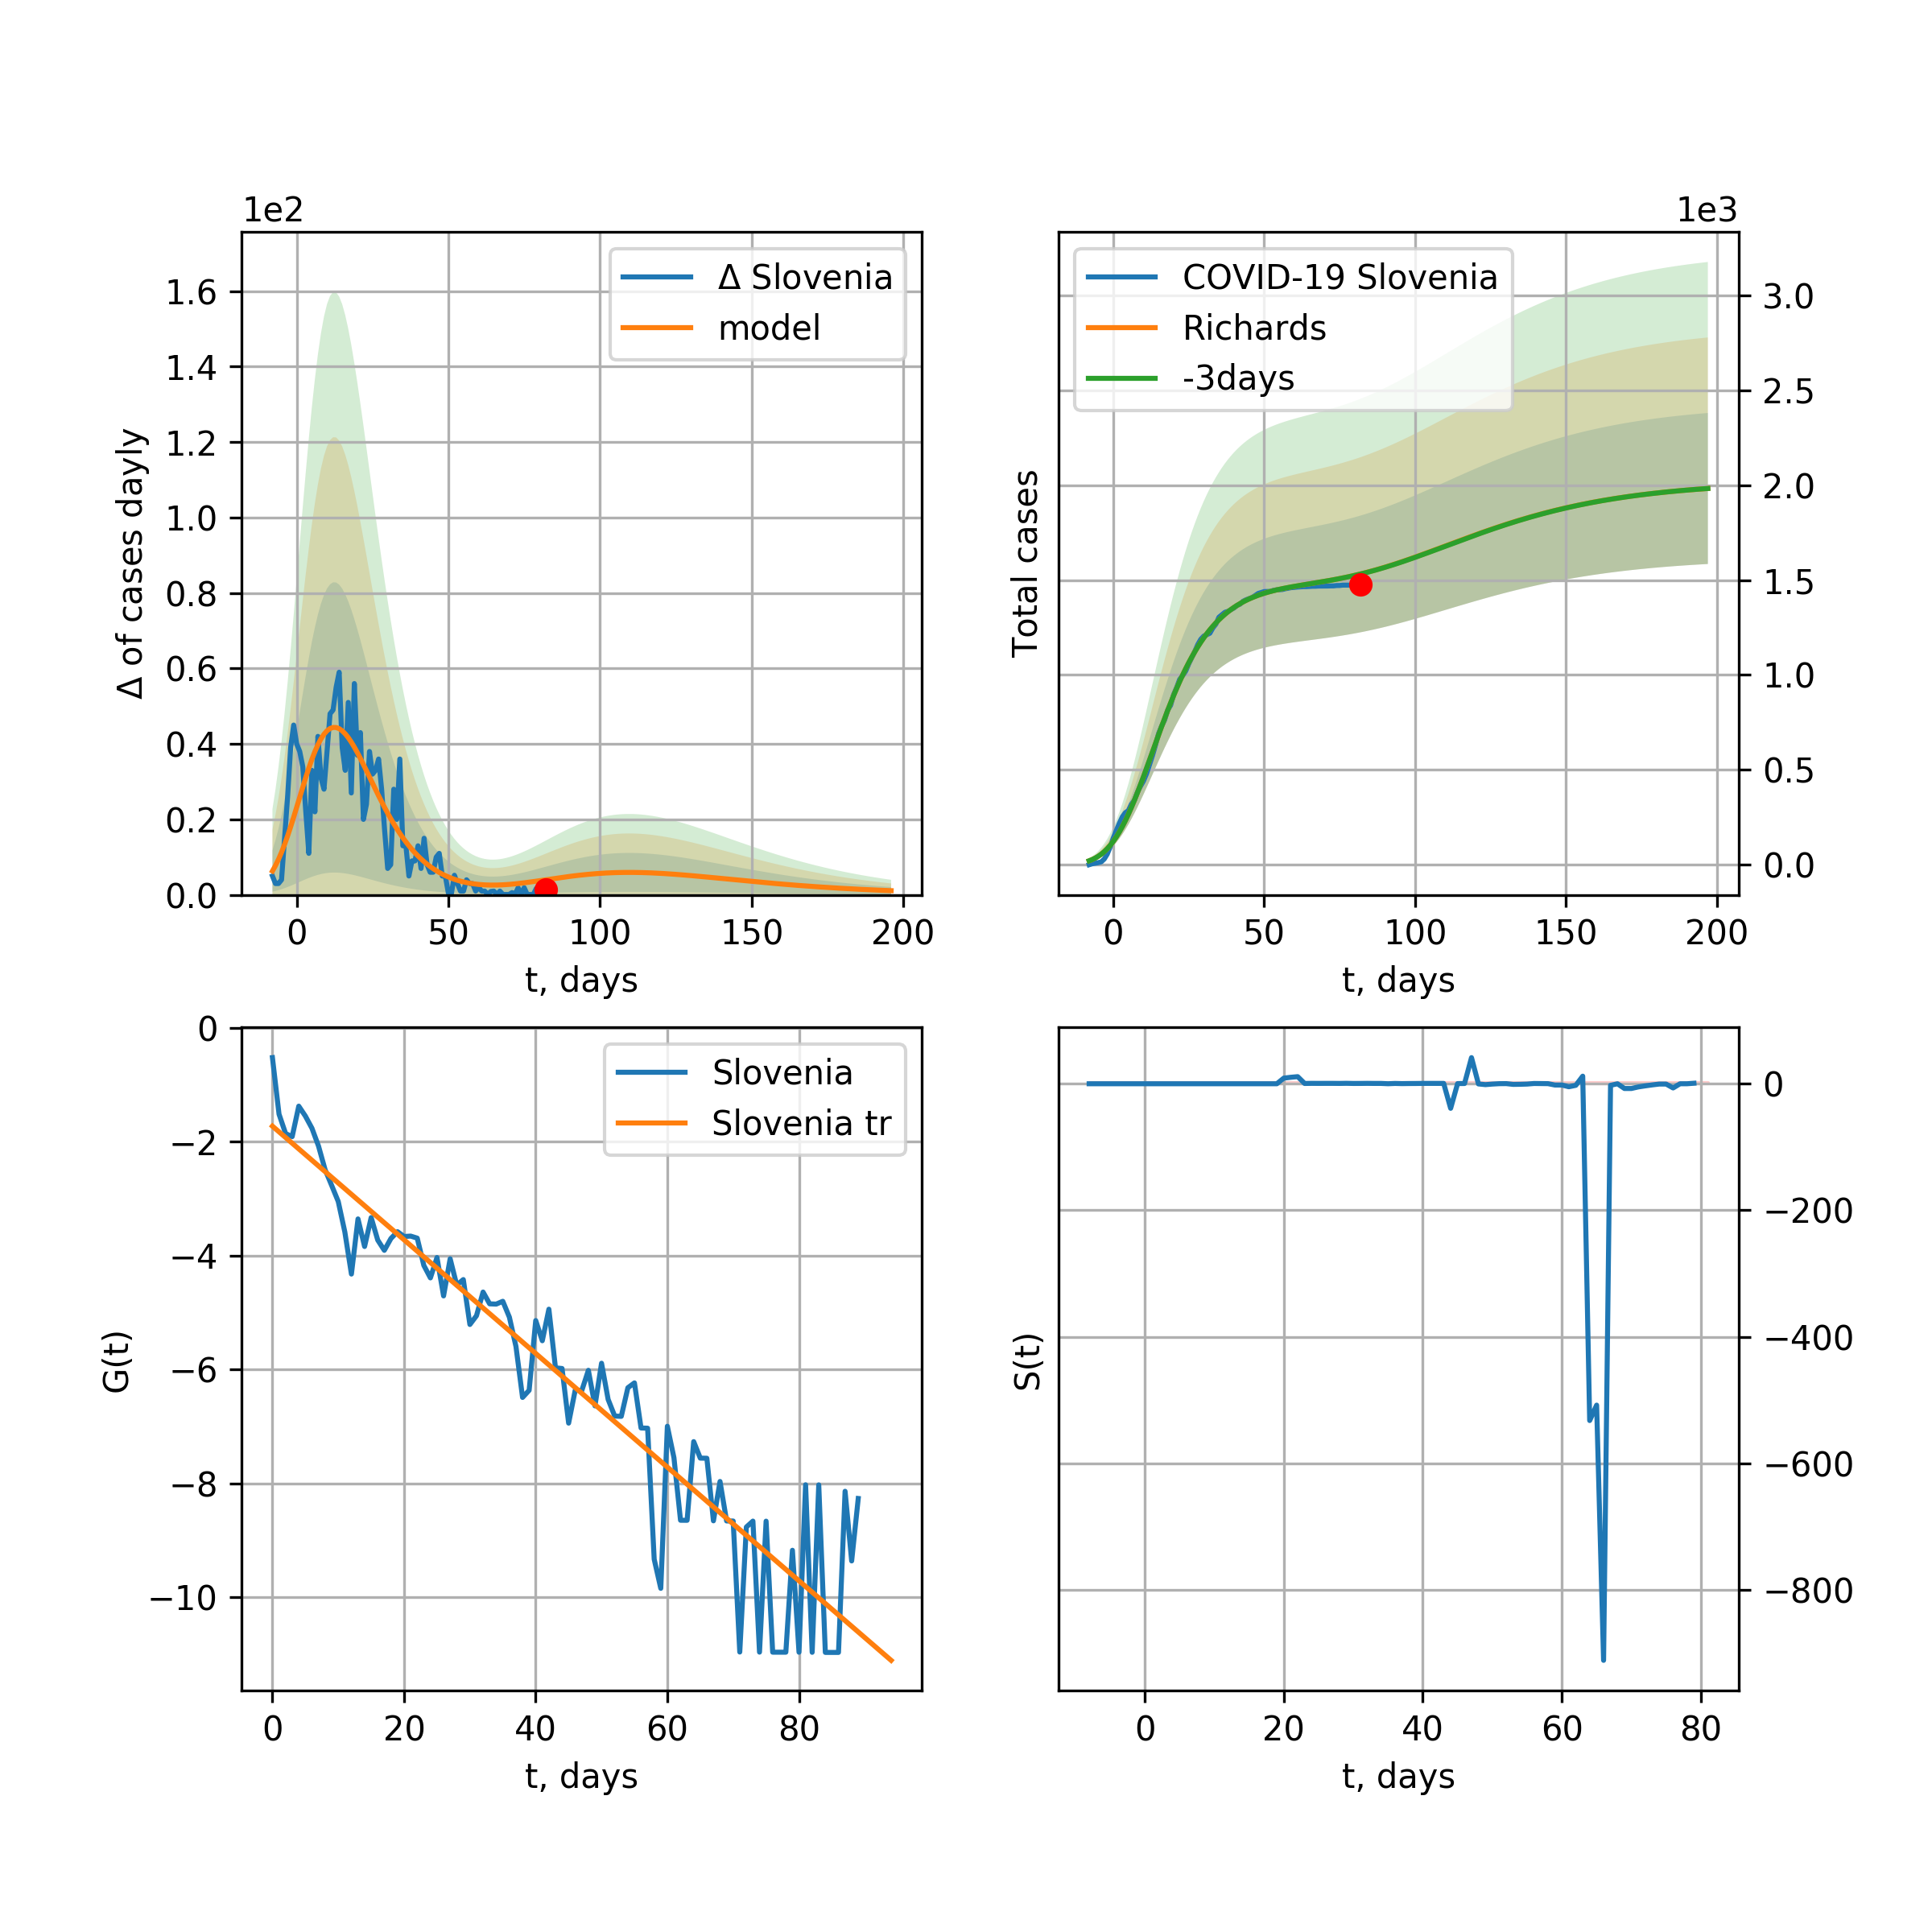 1e2
Δ of cases dayly
1.6
1.4
1.2
1.0
0.8
0.6
0.4
0.2
0.0
Δ Slovenia
model
0 50 100 150 200
t, days
1e3
Total cases
COVID-19 Slovenia
Richards
-3days
3.0
2.5
2.0
1.5
1.0
0.5
0.0
0 50 100 150 200
t, days
G(t)
0
−2
−4
−6
−8
−10
Slovenia
Slovenia tr
0 20 40 60 80
t, days
S(t)
0
−200
−400
−600
−800
0 20 40 60 80
t, days